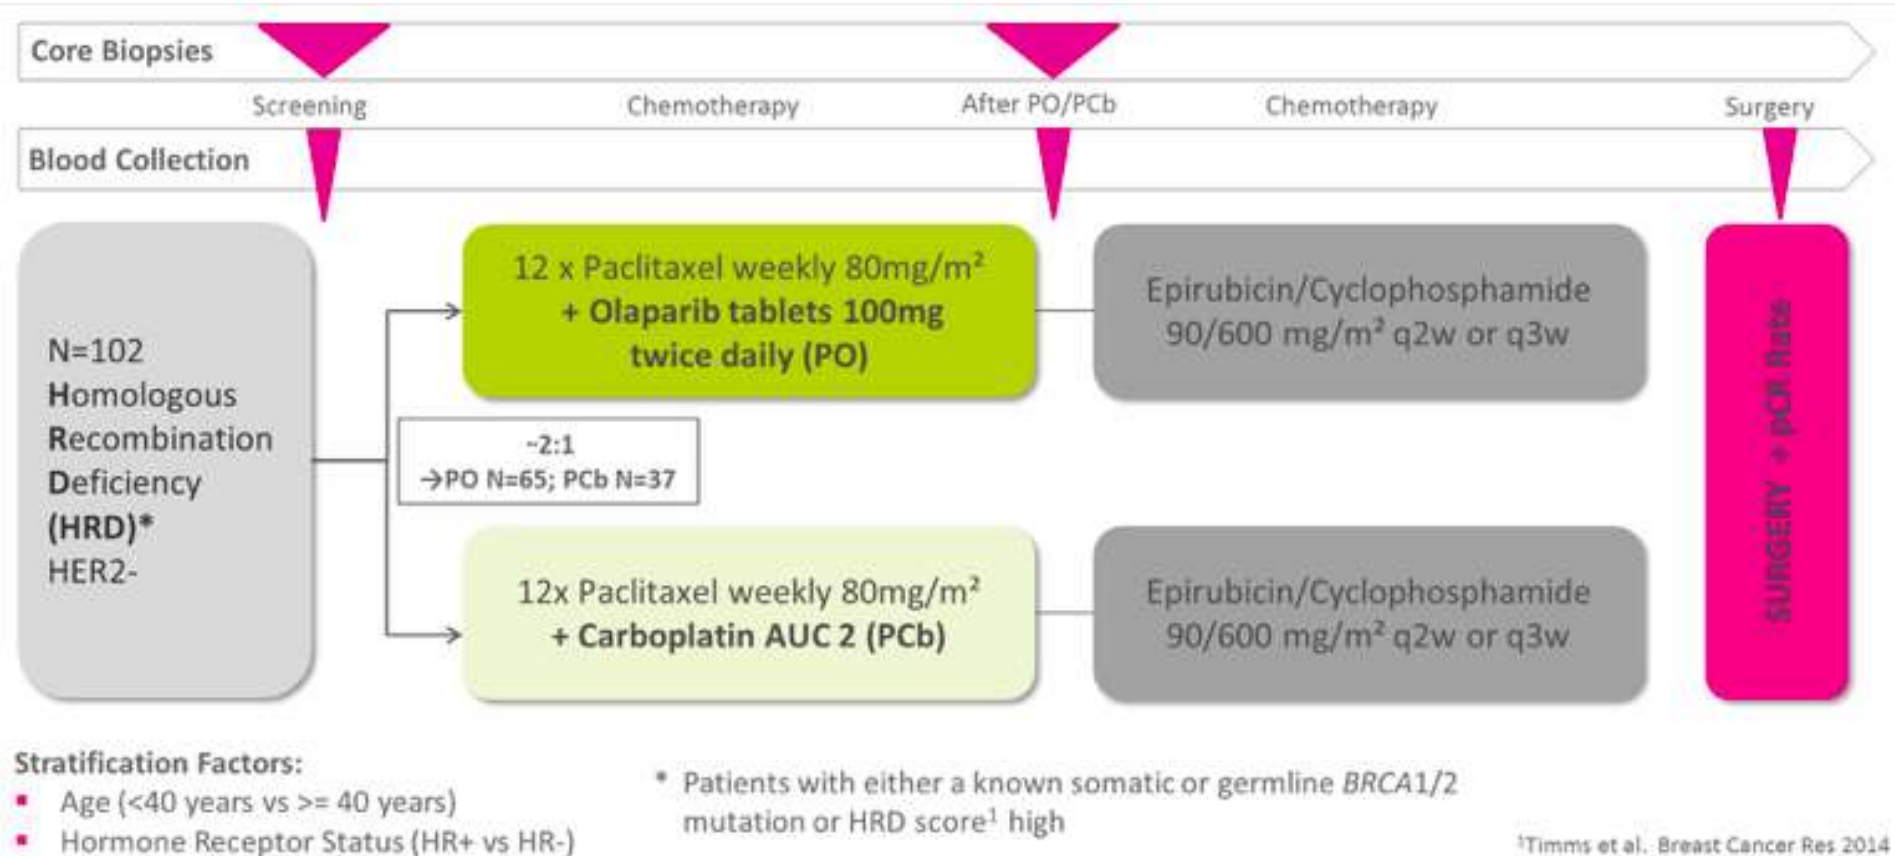 Core Biopsies
Screening
Chemotherapy
After PO/PCb
Chemotherapy
Surgery
Blood Collection
N=102
Homologous
Recombination
Deficiency
(HRD)*
HER2-
~2:1
→PO N=65; PCb N=37
12 x Paclitaxel weekly 80mg/m²
+ Olaparib tablets 100mg
twice daily (PO)
Epirubicin/Cyclophosphamide
90/600 mg/m² q2w or q3w
12x Paclitaxel weekly 80mg/m²
+ Carboplatin AUC 2 (PCb)
Epirubicin/Cyclophosphamide
90/600 mg/m² q2w or q3w
SURGERY + pCR Rate
Stratification Factors:
▪ Age (<40 years vs >= 40 years)
▪ Hormone Receptor Status (HR+ vs HR-)
* Patients with either a known somatic or germline BRCA1/2
mutation or HRD score¹ high
¹Timms et al. Breast Cancer Res 2014